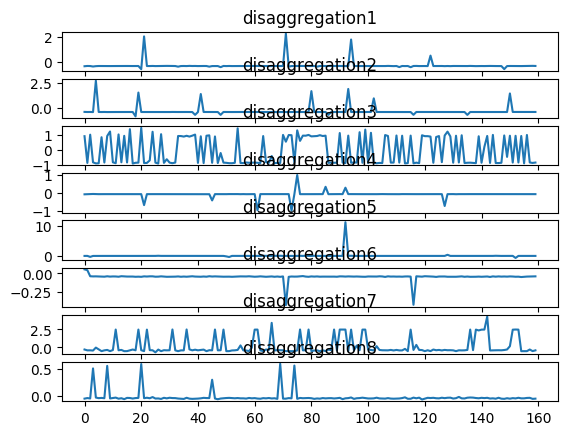 disaggregation1
2
0
disaggregation2
2.5
0.0
disaggregation3
1
0
−1
disaggregation4
1
0
−1
disaggregation5
10
0
disaggregation6
0.00
−0.25
disaggregation7
2.5
0.0
disaggregation8
0.5
0.0
0 20 40 60 80 100 120 140 160